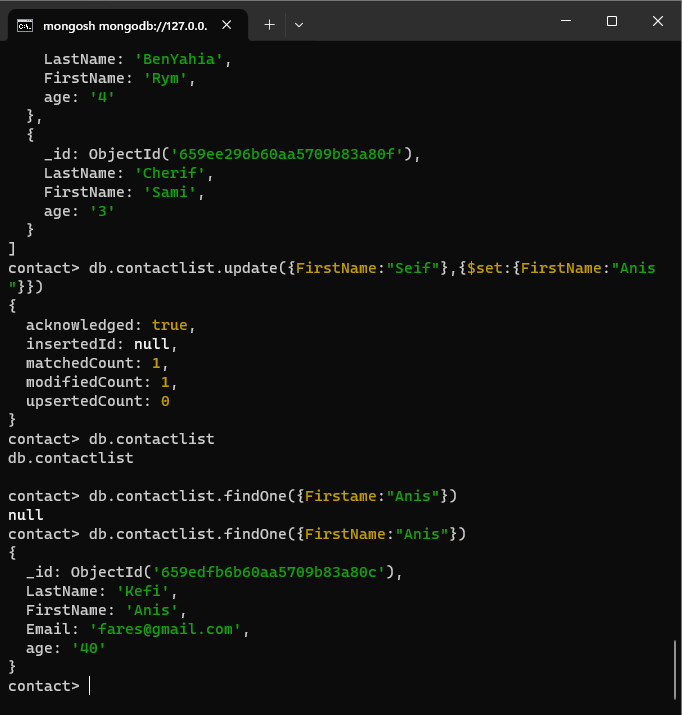 mongosh mongodb://127.0.0.
LastName: 'BenYahia',
FirstName: 'Rym',
age: '4'
},
{
_id: ObjectId('659ee296b60aa5709b83a80f'),
LastName: 'Cherif',
FirstName: 'Sami',
age: '3'
}
]
contact> db.contactlist.update({FirstName:"Seif"},{$set:{FirstName:"Anis
"}})
{
acknowledged: true,
insertedId: null,
matchedCount: 1,
modifiedCount: 1,
upsertedCount: 0
}
contact> db.contactlist
db.contactlist
contact> db.contactlist.findOne({Firstame:"Anis"})
null
contact> db.contactlist.findOne({FirstName:"Anis"})
{
_id: ObjectId('659edfb6b60aa5709b83a80c'),
LastName: 'Kefi',
FirstName: 'Anis',
Email: 'fares@gmail.com',
age: '40'
}
contact>